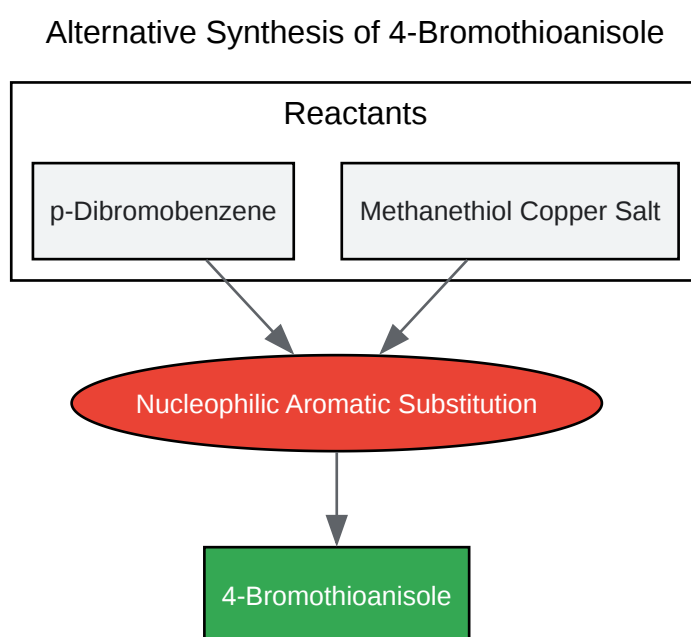 Alternative Synthesis of 4-Bromothioanisole
Reactants
p-Dibromobenzene
Methanethiol Copper Salt
Nucleophilic Aromatic Substitution
4-Bromothioanisole